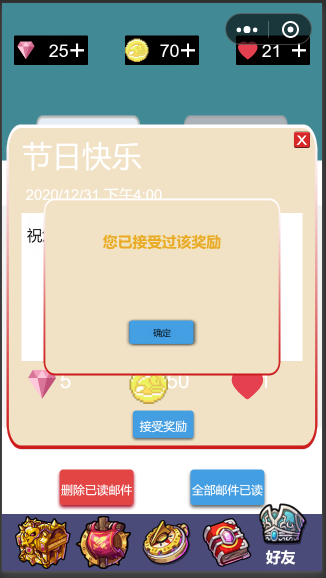 25+
70+
21 +
节日快乐
2020/12/31 下午4:00
祝
您已接受过该奖励
确定
5
50
1
接受奖励
删除已读邮件
全部邮件已读
好友